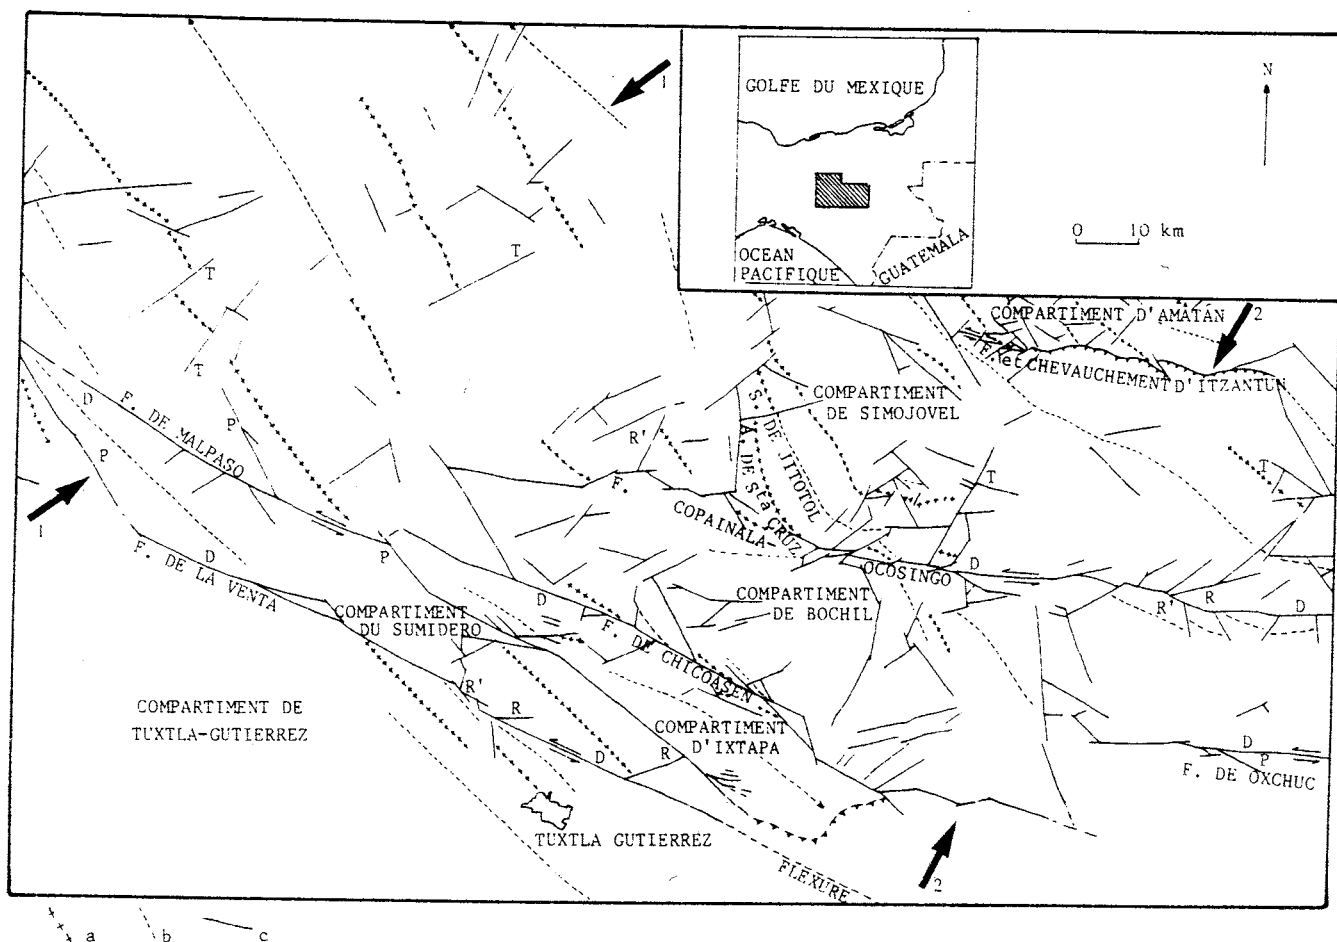 1
GOLFE DU MEXIQUE
N
0 10 km
OCEAN
PACIFIQUE
GUATEMALA
T
T
T
COMPARTIMENT D'AMATÁN
2
F. et CHEVAUCHEMENT D'ITZANTUN
COMPARTIMENT
DE SIMOJOVEL
D
F. DE MALPASO
P
P
R'
S. DE JITOTOL
A. DE Sta CRUZ
T
T
1
F. COPAINALA-OCOSINGO
D
F. DE LA VENTA
D
P
COMPARTIMENT
DU SUMIDERO
D
F. DE CHICOASEN
COMPARTIMENT
DE BOCHIL
R'
R
D
R'
R
COMPARTIMENT DE
TUXTLA-GUTIERREZ
COMPARTIMENT
D'IXTAPA
D
R
D
P
F. DE OXCHUC
TUXTLA GUTIERREZ
FLEXURE
2
a
b
c